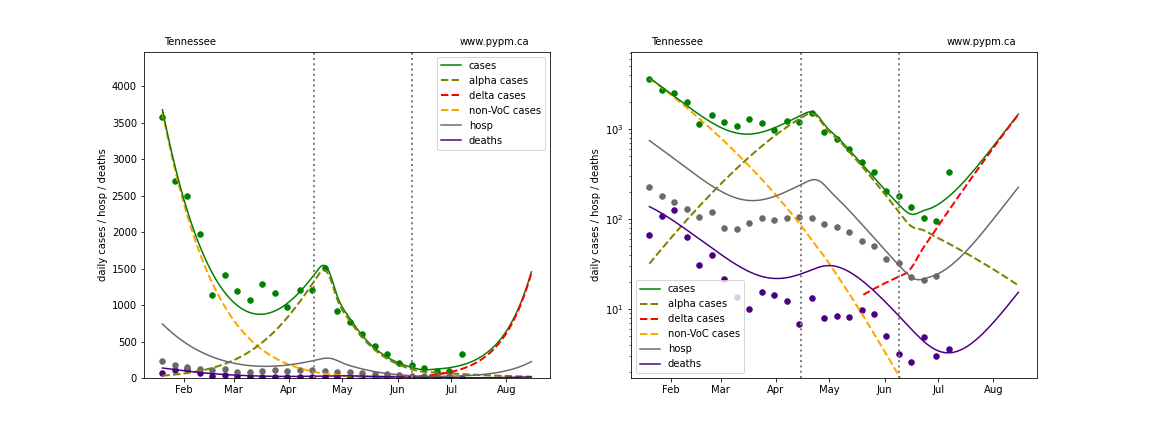 Tennessee www.pypm.ca
daily cases / hosp / deaths
4000
3500
3000
2500
2000
1500
1000
500
0
Feb Mar Apr May Jun Jul Aug
cases
alpha cases
delta cases
non-VoC cases
hosp
deaths
Tennessee www.pypm.ca
daily cases / hosp / deaths
10³
10²
10¹
Feb Mar Apr May Jun Jul Aug
cases
alpha cases
delta cases
non-VoC cases
hosp
deaths